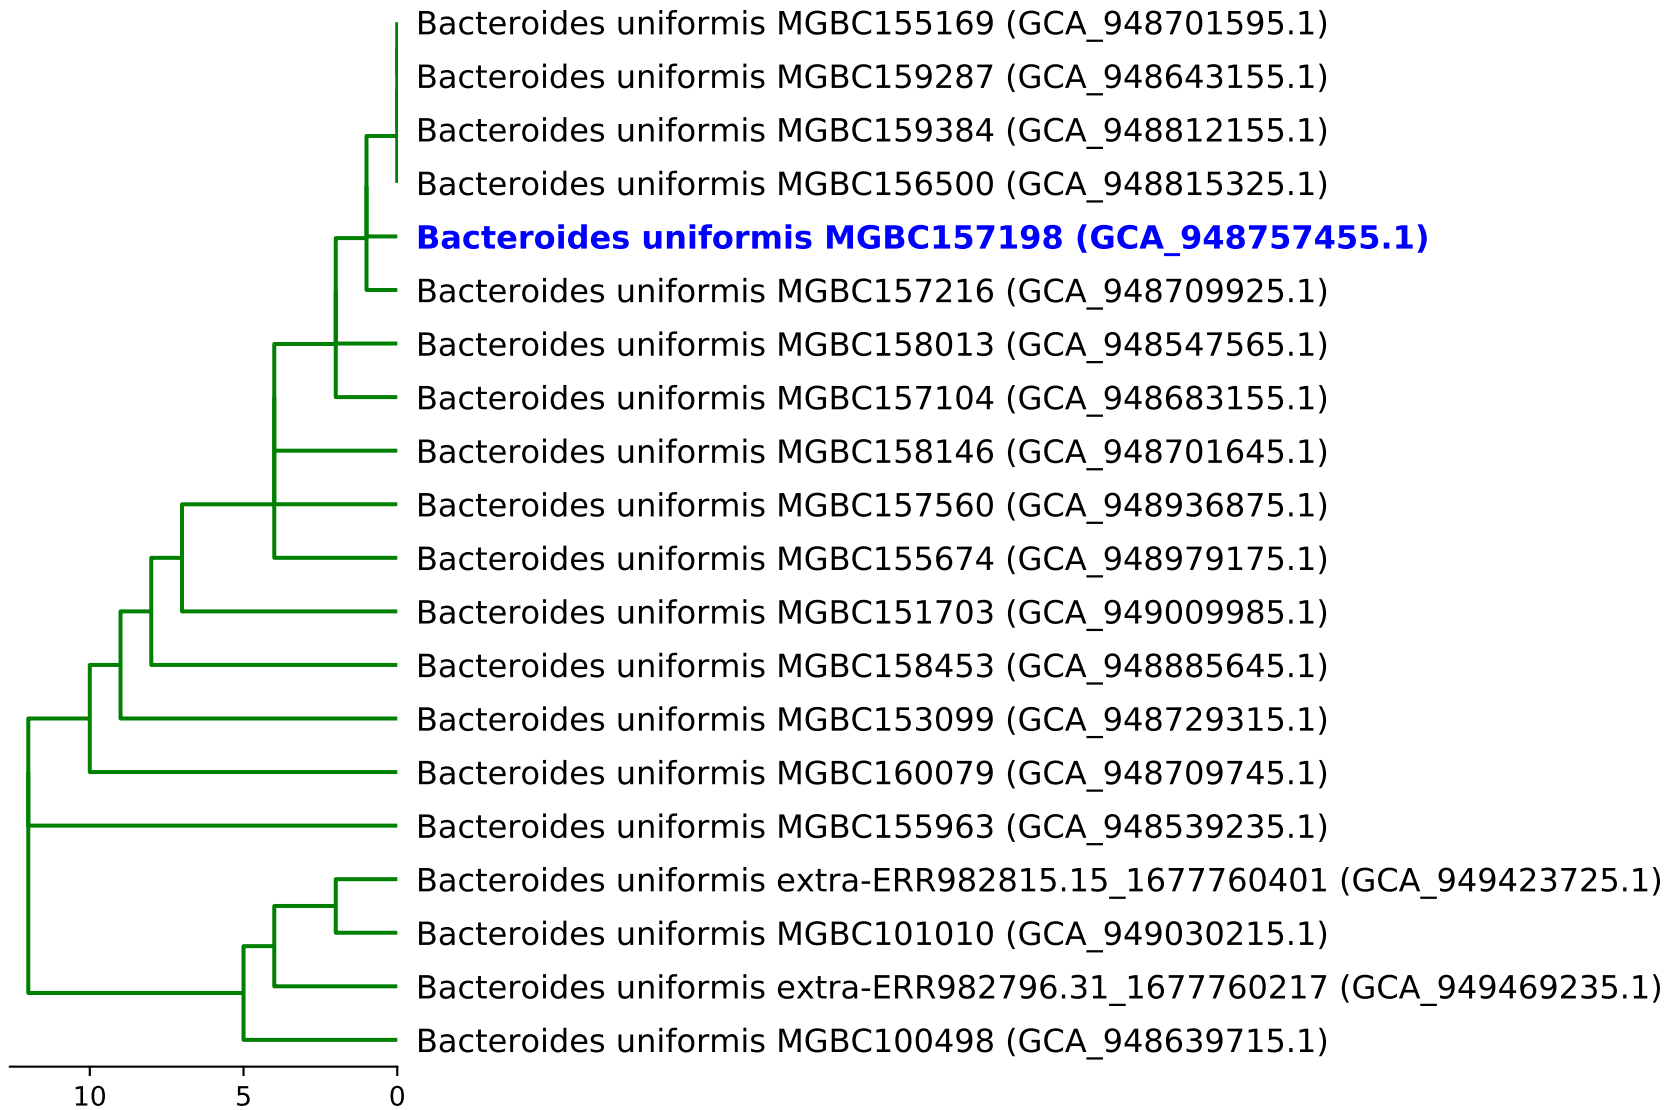 Bacteroides uniformis MGBC155169 (GCA_948701595.1)
Bacteroides uniformis MGBC159287 (GCA_948643155.1)
Bacteroides uniformis MGBC159384 (GCA_948812155.1)
Bacteroides uniformis MGBC156500 (GCA_948815325.1)
Bacteroides uniformis MGBC157198 (GCA_948757455.1)
Bacteroides uniformis MGBC157216 (GCA_948709925.1)
Bacteroides uniformis MGBC158013 (GCA_948547565.1)
Bacteroides uniformis MGBC157104 (GCA_948683155.1)
Bacteroides uniformis MGBC158146 (GCA_948701645.1)
Bacteroides uniformis MGBC157560 (GCA_948936875.1)
Bacteroides uniformis MGBC155674 (GCA_948979175.1)
Bacteroides uniformis MGBC151703 (GCA_949009985.1)
Bacteroides uniformis MGBC158453 (GCA_948885645.1)
Bacteroides uniformis MGBC153099 (GCA_948729315.1)
Bacteroides uniformis MGBC160079 (GCA_948709745.1)
Bacteroides uniformis MGBC155963 (GCA_948539235.1)
Bacteroides uniformis extra-ERR982815.15_1677760401 (GCA_949423725.1)
Bacteroides uniformis MGBC101010 (GCA_949030215.1)
Bacteroides uniformis extra-ERR982796.31_1677760217 (GCA_949469235.1)
Bacteroides uniformis MGBC100498 (GCA_948639715.1)
10 5 0